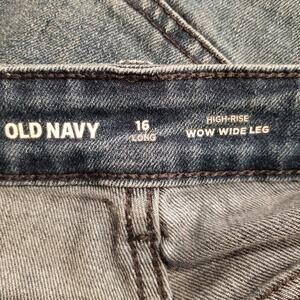 OLD NAVY
16
LONG
HIGH-RISE
WOW WIDE LEG